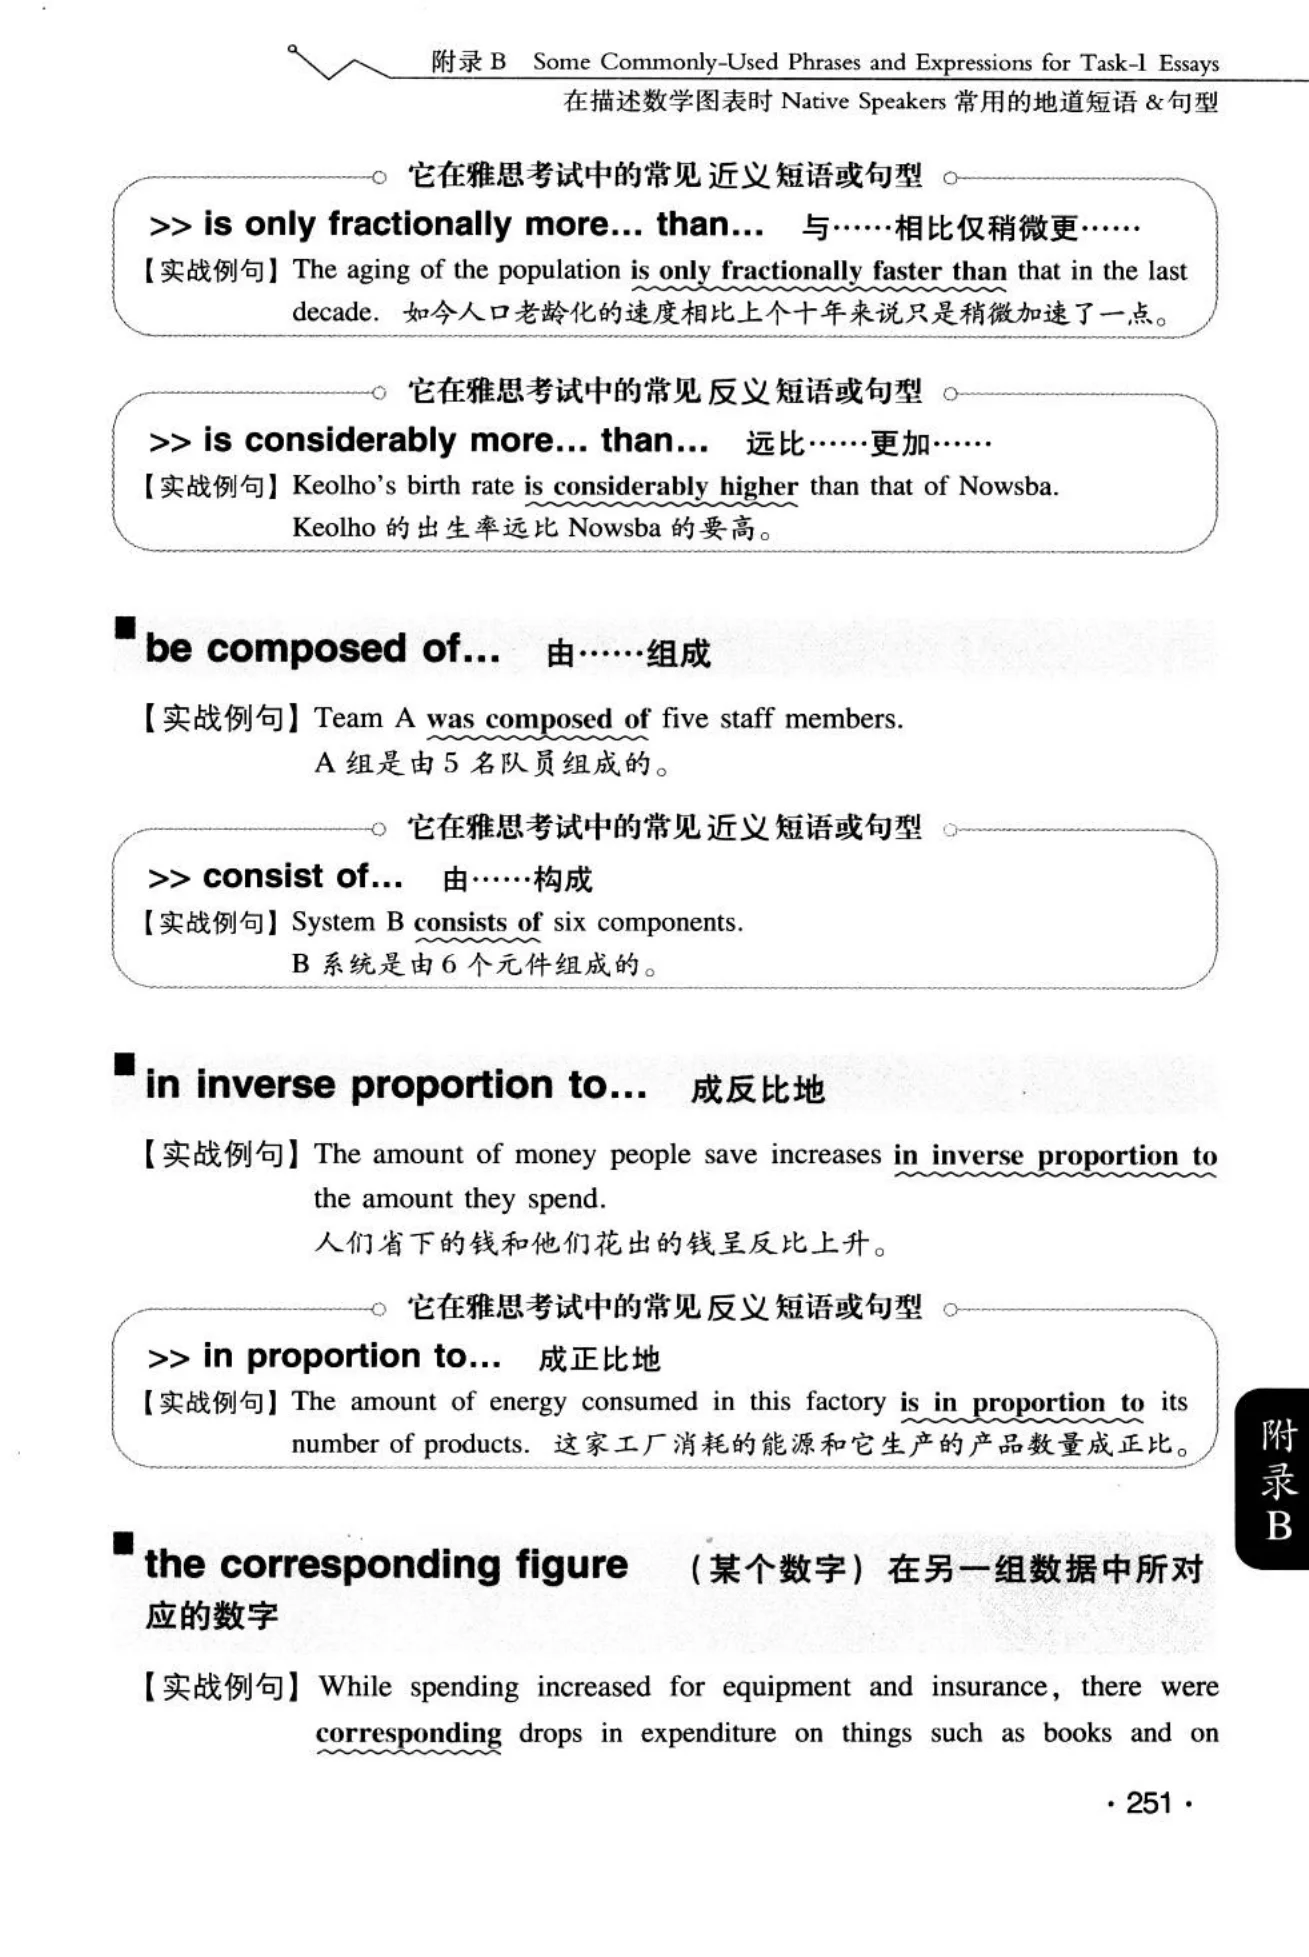 附录 B Some Commonly-Used Phrases and Expressions for Task-1 Essays
在描述数学图表时 Native Speakers 常用的地道短语 &句型
它在雅思考试中的常见 近义 短语或句型
>> is only fractionally more... than... 与……相比仅稍微更……
【实战例句】The aging of the population is only fractionally faster than that in the last
decade. 如今人口老龄化的速度相比上个十年来说只是稍微加速了一点。
它在雅思考试中的常见 反义 短语或句型
>> is considerably more... than... 远比……更加……
【实战例句】Keolho's birth rate is considerably higher than that of Nowsba.
Keolho 的出生率远比 Nowsba 的要高。
■ be composed of... 由……组成
【实战例句】Team A was composed of five staff members.
A 组是由 5 名队员组成的。
它在雅思考试中的常见 近义 短语或句型
>> consist of... 由……构成
【实战例句】System B consists of six components.
B 系统是由 6 个元件组成的。
■ in inverse proportion to... 成反比地
【实战例句】The amount of money people save increases in inverse proportion to
the amount they spend.
人们省下的钱和他们花出的钱呈反比上升。
它在雅思考试中的常见 反义 短语或句型
>> in proportion to... 成正比地
【实战例句】The amount of energy consumed in this factory is in proportion to its
number of products. 这家工厂消耗的能源和它生产的产品数量成正比。
附录B
■ the corresponding figure （某个数字）在另一组数据中所对
应的数字
【实战例句】While spending increased for equipment and insurance, there were
corresponding drops in expenditure on things such as books and on
· 251 ·